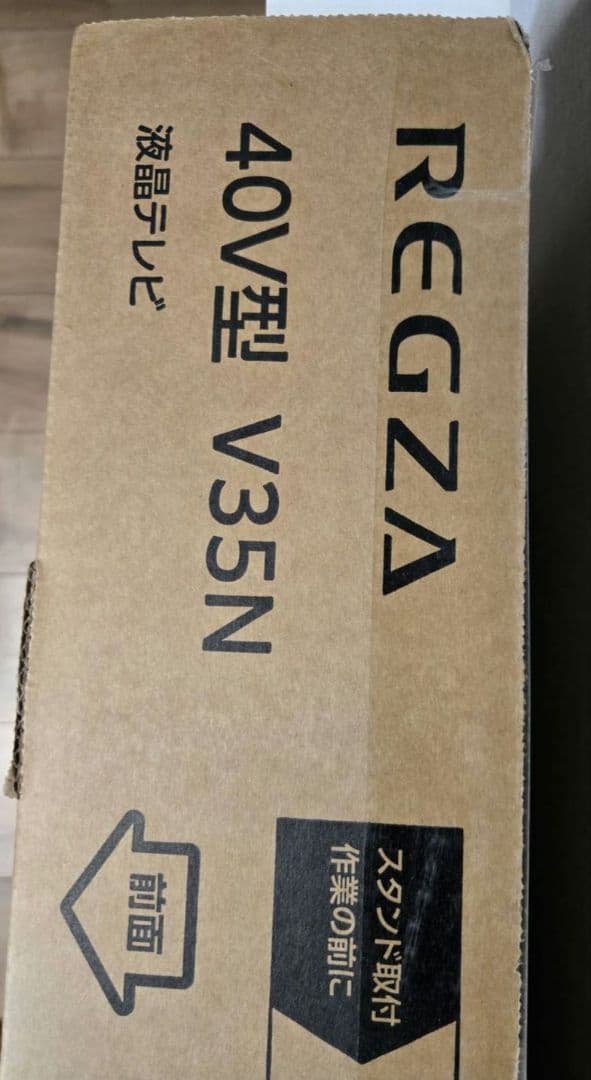 REGZA
40V型 V35N
液晶テレビ
スタンド取付
作業の前に
前面